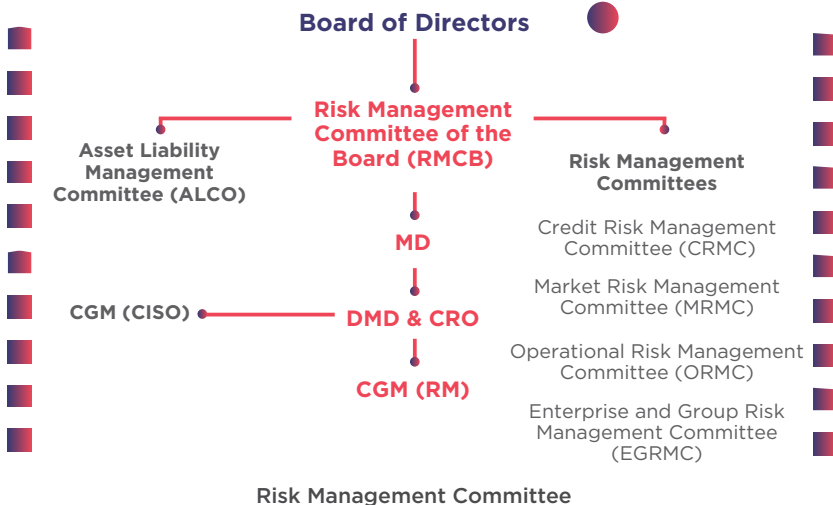 Board of Directors
Risk Management
Committee of the
Board (RMCB)
Asset Liability
Management
Committee (ALCO)
Risk Management
Committees
MD
Credit Risk Management
Committee (CRMC)
Market Risk Management
Committee (MRMC)
CGM (CISO)
DMD & CRO
Operational Risk Management
Committee (ORMC)
CGM (RM)
Enterprise and Group Risk
Management Committee
(EGRMC)
Risk Management Committee